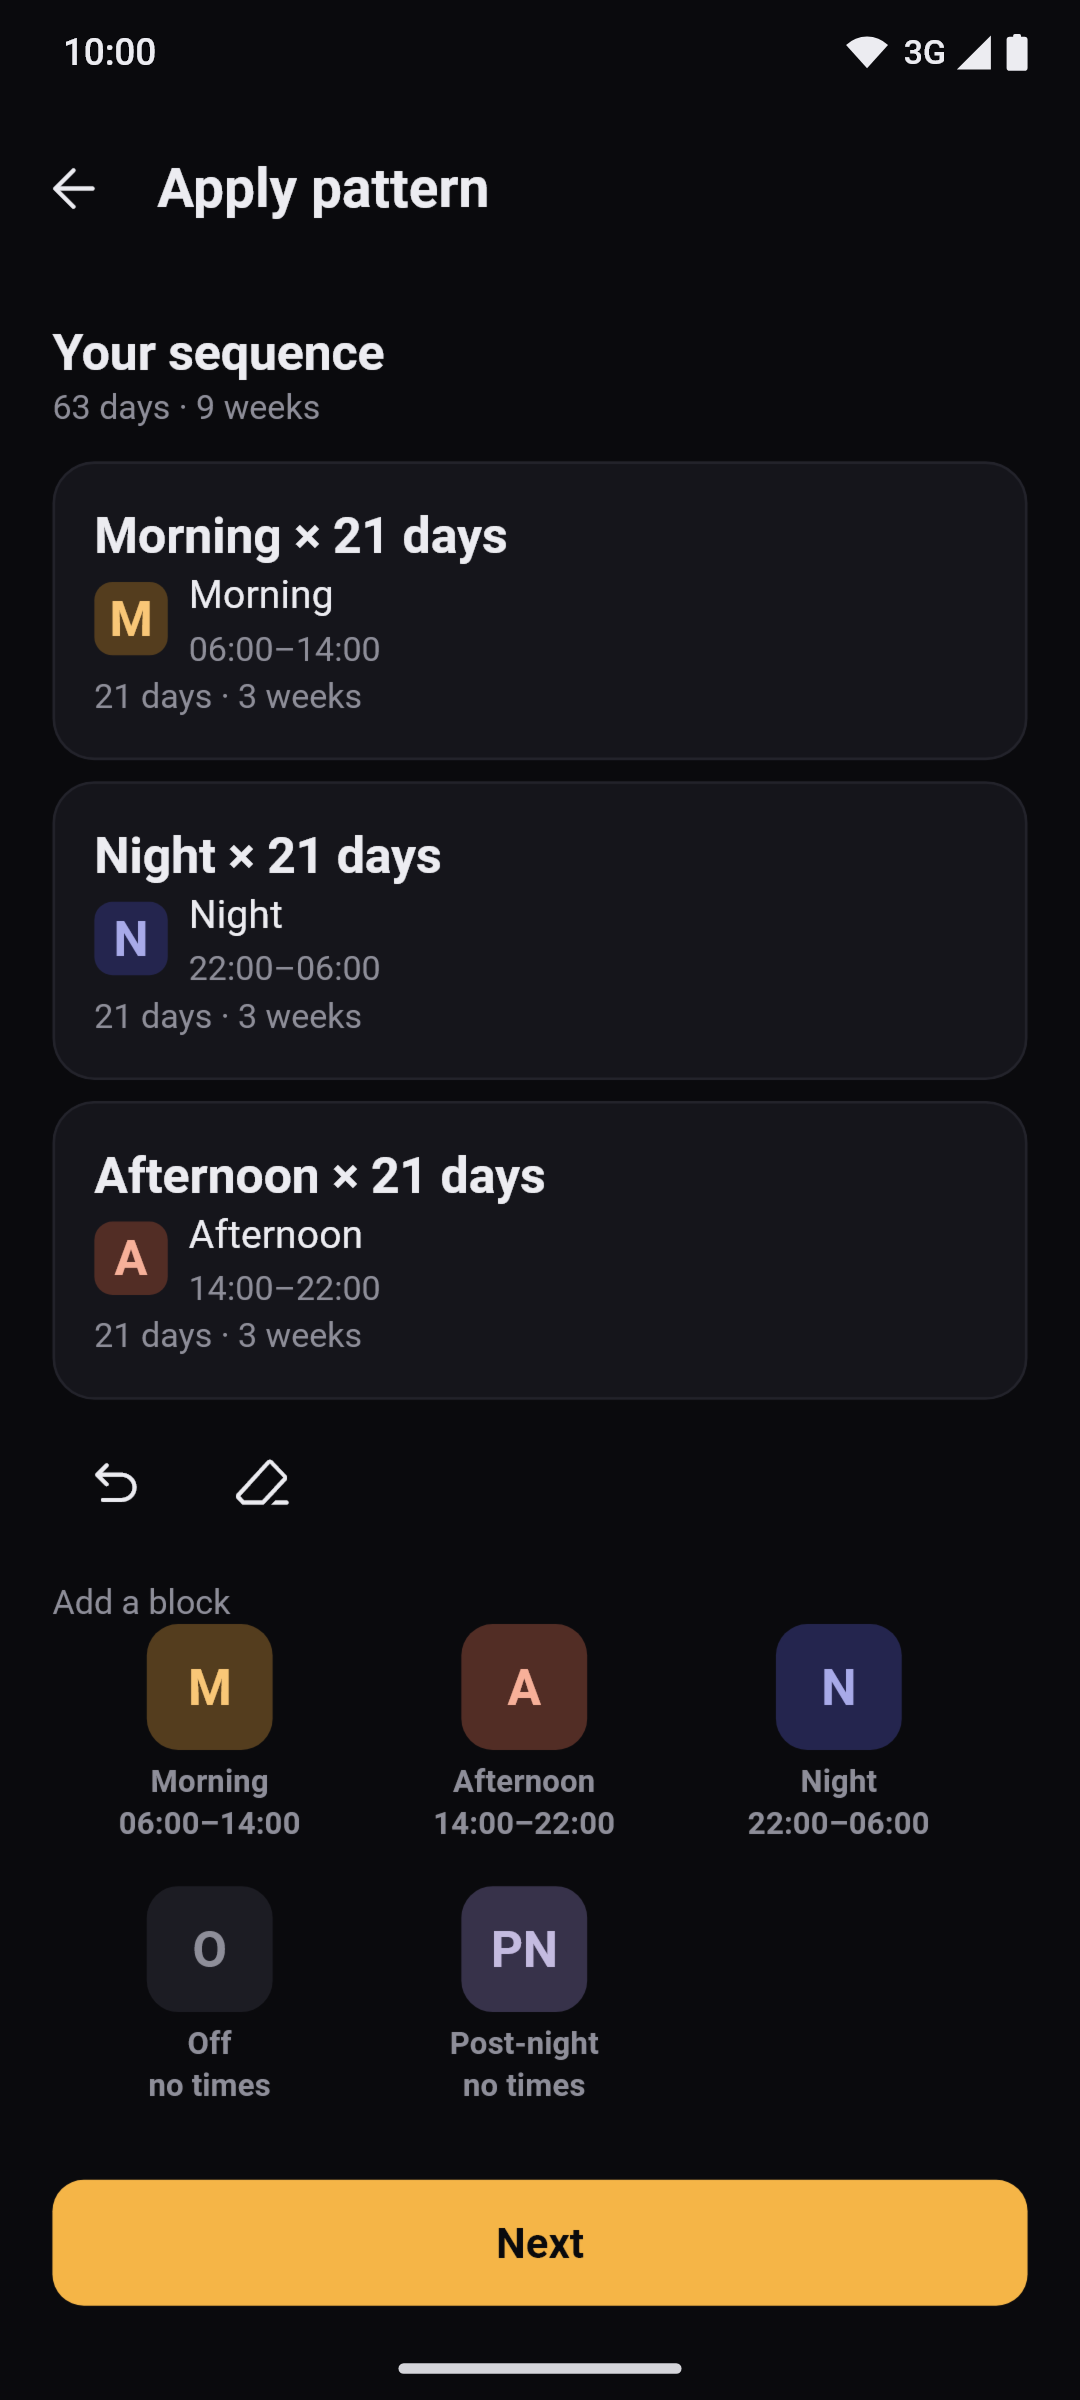 10:00
3G
Apply pattern
Your sequence
63 days · 9 weeks
Morning × 21 days
M
Morning
06:00–14:00
21 days · 3 weeks
Night × 21 days
N
Night
22:00–06:00
21 days · 3 weeks
Afternoon × 21 days
A
Afternoon
14:00–22:00
21 days · 3 weeks
Add a block
M
Morning
06:00–14:00
A
Afternoon
14:00–22:00
N
Night
22:00–06:00
O
Off
no times
PN
Post-night
no times
Next